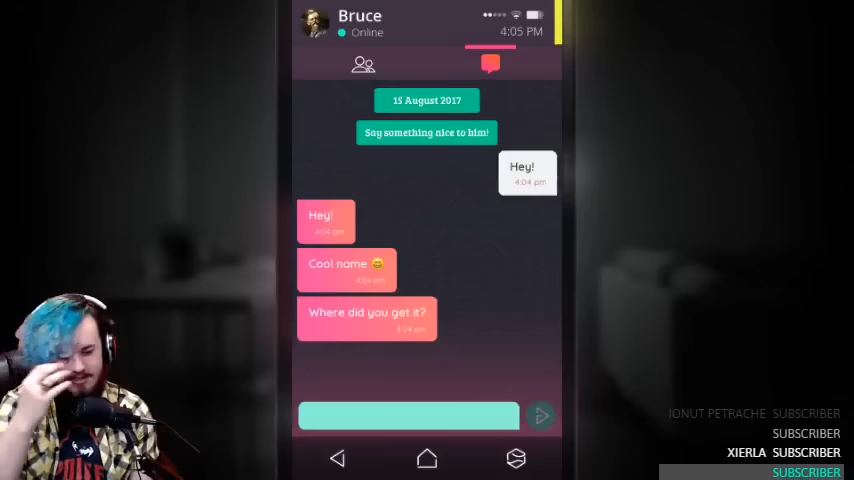 Bruce
Online
4:05 PM
15 August 2017
Say something nice to him!
Hey!
4:04 pm
Hey!
4:04 pm
Cool name 😄
4:04 pm
Where did you get it?
4:04 pm
IONUT PETRACHE SUBSCRIBER
SUBSCRIBER
XIERLA SUBSCRIBER
SUBSCRIBER